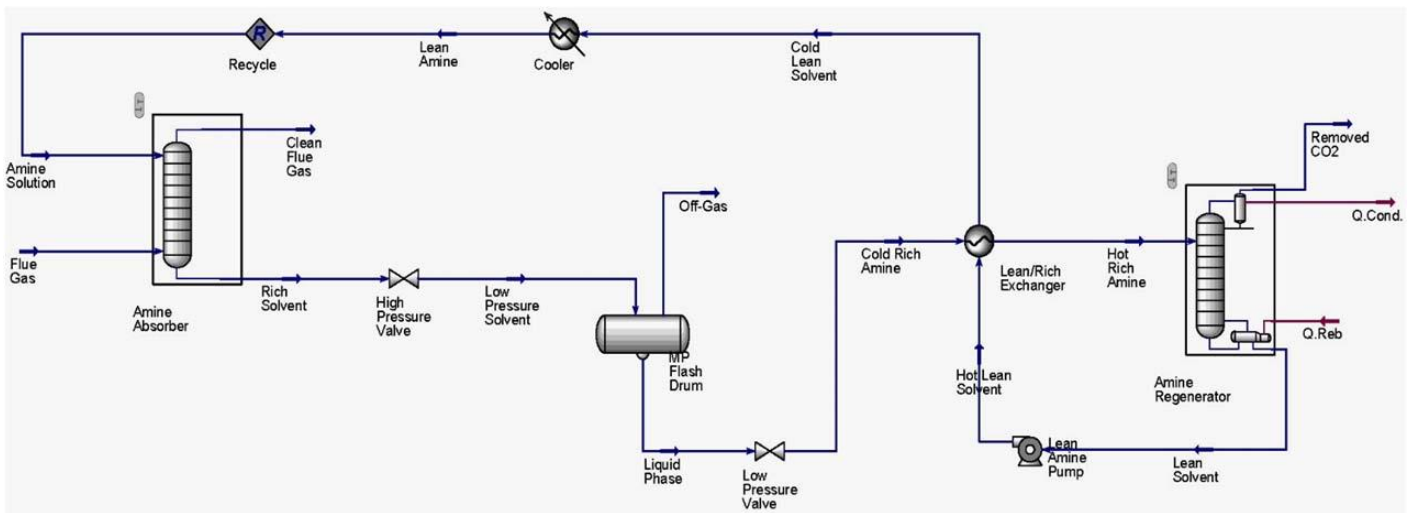 R
Recycle
Lean
Amine
Cooler
Cold
Lean
Solvent
Amine
Solution
Clean
Flue
Gas
Flue
Gas
Amine
Absorber
Rich
Solvent
High
Pressure
Valve
Low
Pressure
Solvent
Off-Gas
MP
Flash
Drum
Liquid
Phase
Low
Pressure
Valve
Cold Rich
Amine
Lean/Rich
Exchanger
Hot
Rich
Amine
Hot Lean
Solvent
Lean
Amine
Pump
Lean
Solvent
Removed
CO2
Q.Cond.
Q.Reb
Amine
Regenerator